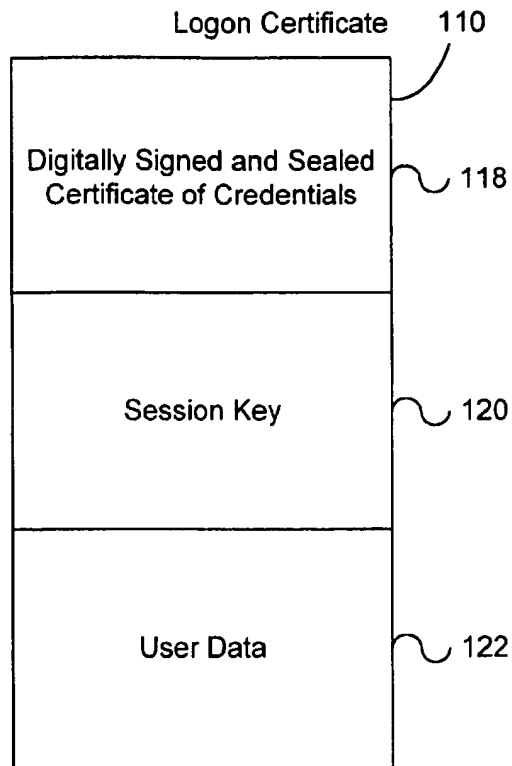 Logon Certificate 110
Digitally Signed and Sealed
Certificate of Credentials
118
Session Key
120
User Data
122